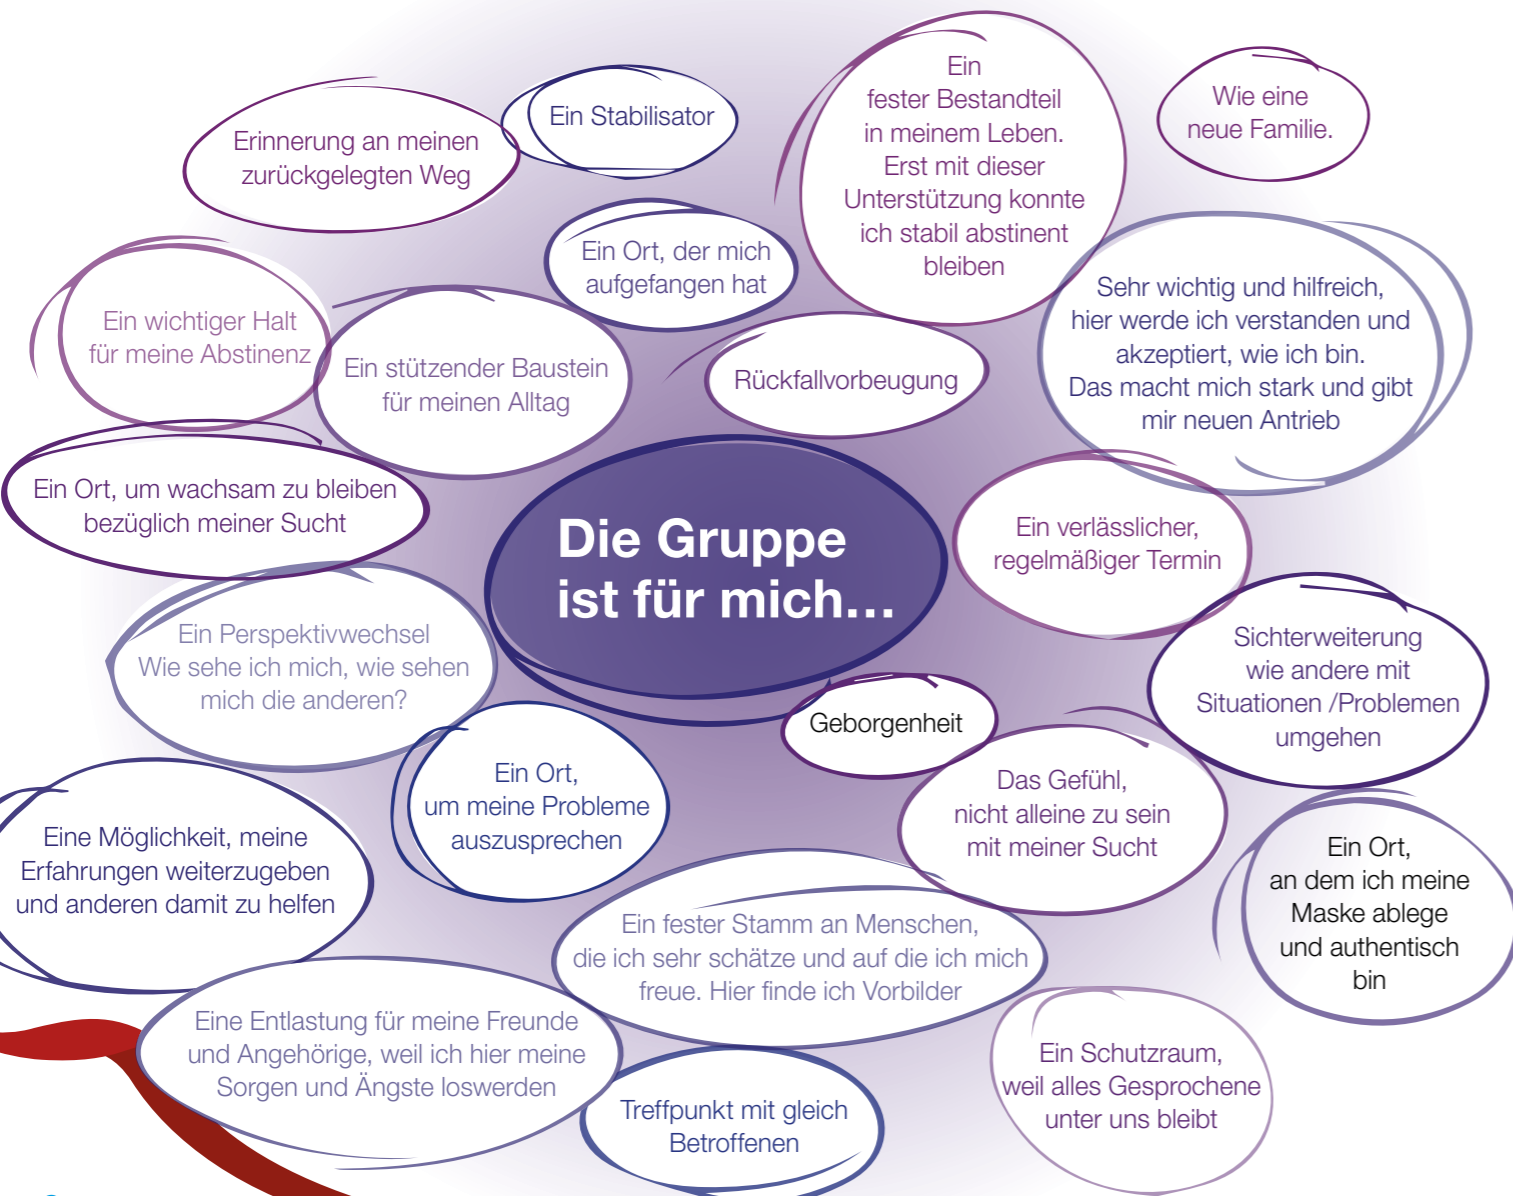 Ein
fester Bestandteil
in meinem Leben.
Erst mit dieser
Unterstützung konnte
ich stabil abstinent
bleiben
Wie eine
neue Familie.
Ein Stabilisator
Erinnerung an meinen
zurückgelegten Weg
Ein Ort, der mich
aufgefangen hat
Sehr wichtig und hilfreich,
hier werde ich verstanden und
akzeptiert, wie ich bin.
Das macht mich stark und gibt
mir neuen Antrieb
Ein wichtiger Halt
für meine Abstinenz
Ein stützender Baustein
für meinen Alltag
Rückfallvorbeugung
Ein Ort, um wachsam zu bleiben
bezüglich meiner Sucht
Die Gruppe
ist für mich...
Ein verlässlicher,
regelmäßiger Termin
Ein Perspektivwechsel
Wie sehe ich mich, wie sehen
mich die anderen?
Sichterweiterung
wie andere mit
Situationen /Problemen
umgehen
Geborgenheit
Ein Ort,
um meine Probleme
auszusprechen
Das Gefühl,
nicht alleine zu sein
mit meiner Sucht
Eine Möglichkeit, meine
Erfahrungen weiterzugeben
und anderen damit zu helfen
Ein Ort,
an dem ich meine
Maske ablege
und authentisch
bin
Ein fester Stamm an Menschen,
die ich sehr schätze und auf die ich mich
freue. Hier finde ich Vorbilder
Eine Entlastung für meine Freunde
und Angehörige, weil ich hier meine
Sorgen und Ängste loswerden
Ein Schutzraum,
weil alles Gesprochene
unter uns bleibt
Treffpunkt mit gleich
Betroffenen